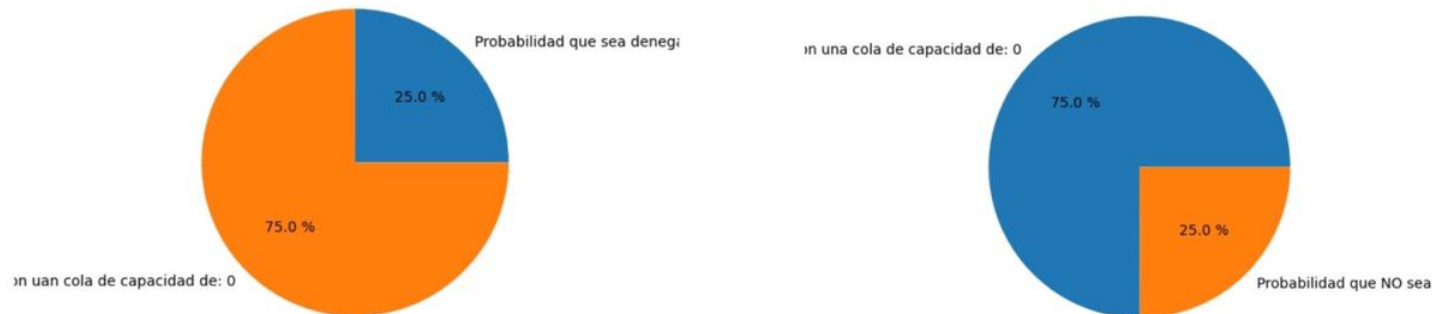 Probabilidad que sea
25.0 %
75.0 %
uan cola de capacidad de: 0
una cola de capacidad de: 0
75.0 %
25.0 %
Probabilidad que NO sea